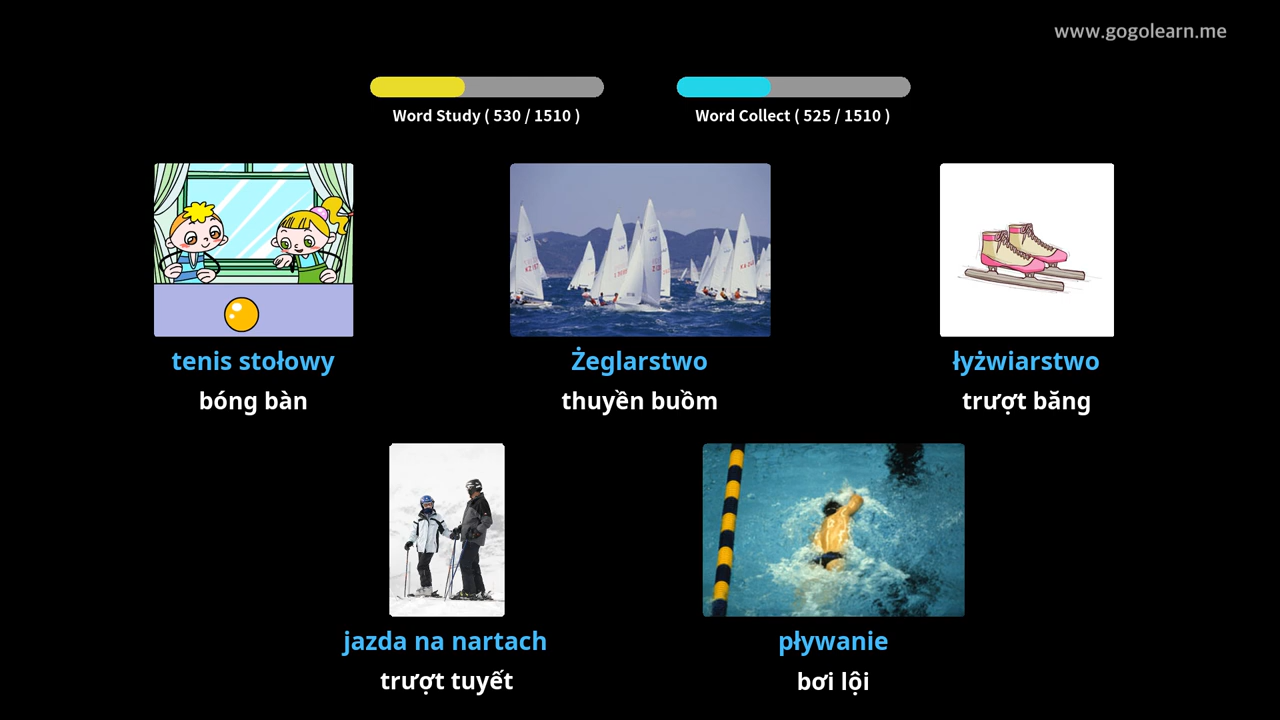 www.gogolearn.me
Word Study ( 530 / 1510 )
Word Collect ( 525 / 1510 )
tenis stołowy
bóng bàn
Żeglarstwo
thuyền buồm
łyżwiarstwo
trượt băng
jazda na nartach
trượt tuyết
pływanie
bơi lội